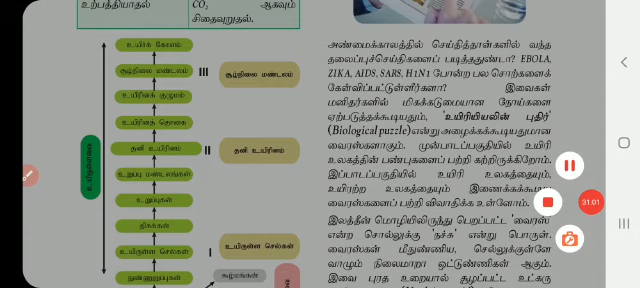 உற்பத்தியாதல்
CO₂ ஆகவும்
சிதைவுறுதல்.
உயிர்க் கோளம்
சூழ்நிலை மண்டலம்
III
சூழ்நிலை மண்டலம்
உயிரினக் குழுமம்
உயிரினத் தொகை
தனி உயிரினம்
II
தனி உயிரினம்
உறுப்பு மண்டலங்கள்
உறுப்புகள்
திசுக்கள்
உயிருள்ள செல்கள்
I
உயிருள்ள செல்கள்
நுண்ணுறுப்புகள்
கூழ்மங்கள்
உயிருள்ளவை
அண்மைக்காலத்தில் செய்தித்தாள்களில் வந்த
தலைப்புச்செய்திகளைப் படித்ததுண்டா? EBOLA,
ZIKA, AIDS, SARS, H1N1 போன்ற பல சொற்களைக்
கேள்விப்பட்டுள்ளீர்களா? இவைகள்
மனிதர்களில் மிகக்கடுமையான நோய்களை
ஏற்படுத்தக்கூடியதும், 'உயிரியியலின் புதிர்'
(Biological puzzle) என்று அழைக்கக்கூடியதுமான
வைரஸ்களாகும். முன்பாடப்பகுதியில் உயிரி
உலகத்தின் பண்புகளைப் பற்றி கற்றிருக்கிறோம்.
இப்பாடப்பகுதியில் உயிரி உலகத்தையும்,
உயிரற்ற உலகத்தையும் இணைக்கக்கூடிய
வைரஸ்களைப் பற்றி விவாதிக்க உள்ளோம்.
இலத்தீன் மொழியிலிருந்து பெறப்பட்ட 'வைரஸ்'
என்ற சொல்லுக்கு 'நச்சு' என்று பொருள்.
வைரஸ்கள் மீநுண்ணிய, செல்லுக்குள்ளே
வாழும் நிலைமாறா ஒட்டுண்ணிகள் ஆகும்.
இவை புரத உறையால் சூழப்பட்ட உட்கரு
31:01